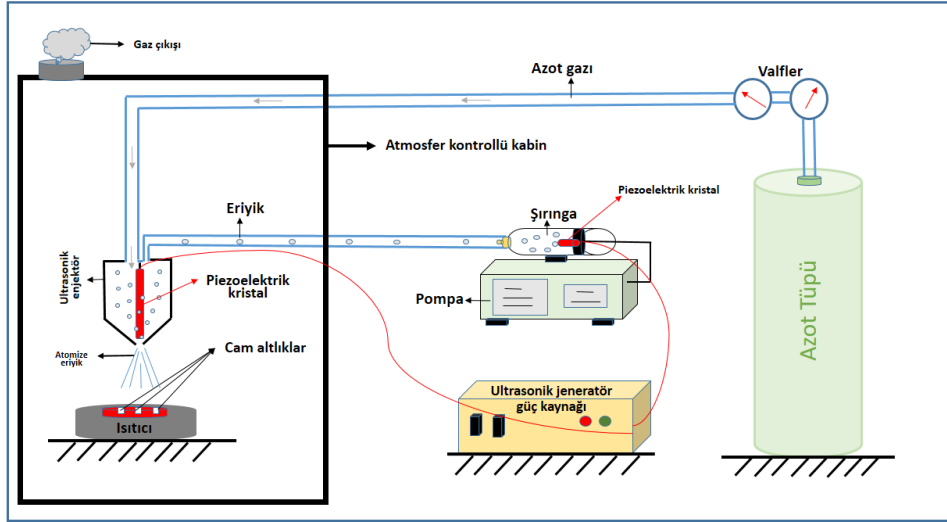 Gaz çıkışı
Azot gazı
Valfler
Atmosfer kontrollü kabin
Piezoelektrik kristal
Eriyik
Şırınga
Ultrasonik
enjektör
Piezoelektrik
kristal
Pompa
Azot Tüpü
Atomize
eriyik
Cam altlıklar
Isıtıcı
Ultrasonik jeneratör
güç kaynağı